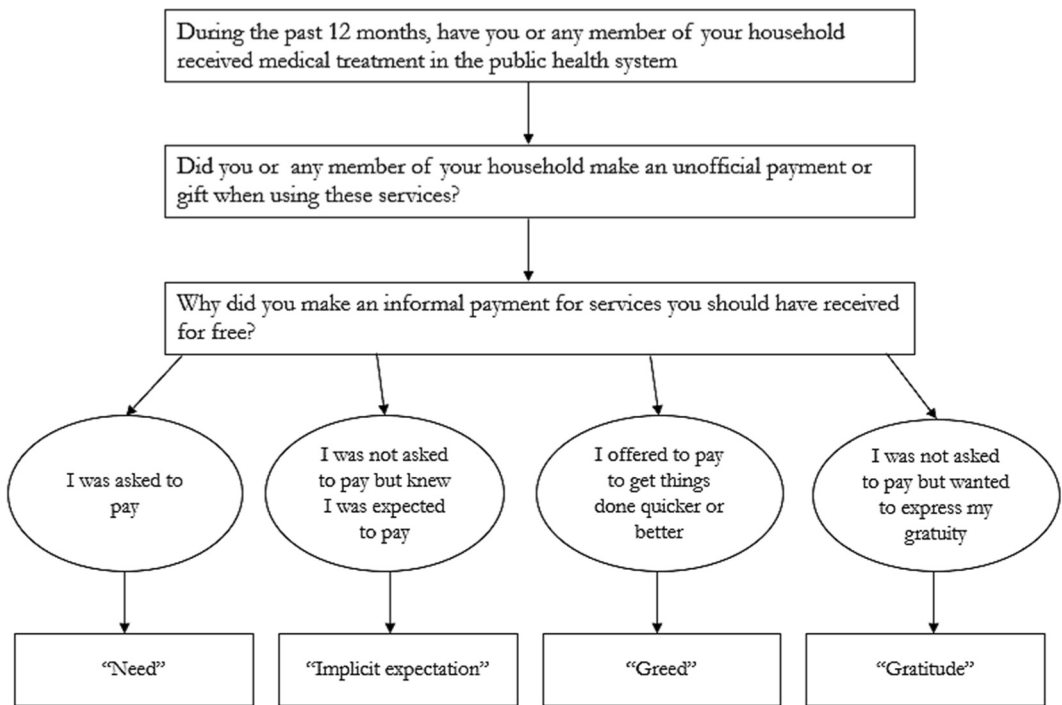 During the past 12 months, have you or any member of your household
received medical treatment in the public health system
Did you or any member of your household make an unofficial payment or
gift when using these services?
Why did you make an informal payment for services you should have received
for free?
I was asked to
pay
I was not asked
to pay but knew
I was expected
to pay
I offered to pay
to get things
done quicker or
better
I was not asked
to pay but wanted
to express my
gratuity
“Need”
“Implicit expectation”
“Greed”
“Gratitude”